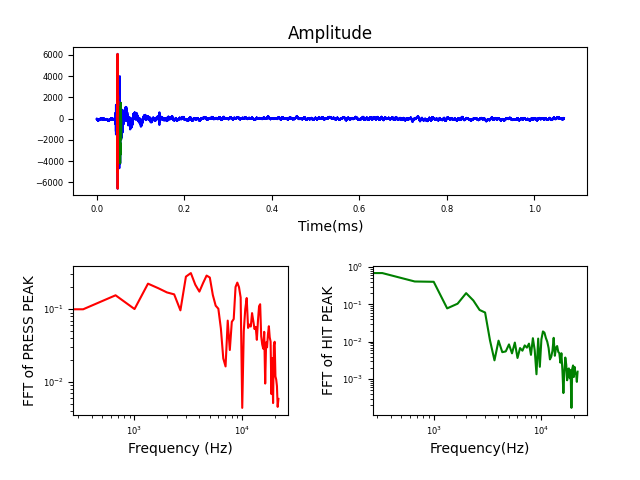 Amplitude
6000
4000
2000
0
−2000
−4000
−6000
0.0 0.2 0.4 0.6 0.8 1.0
Time(ms)
FFT of PRESS PEAK
10⁻¹
10⁻²
10³ 10⁴
Frequency (Hz)
FFT of HIT PEAK
10⁰
10⁻¹
10⁻²
10⁻³
10³ 10⁴
Frequency(Hz)